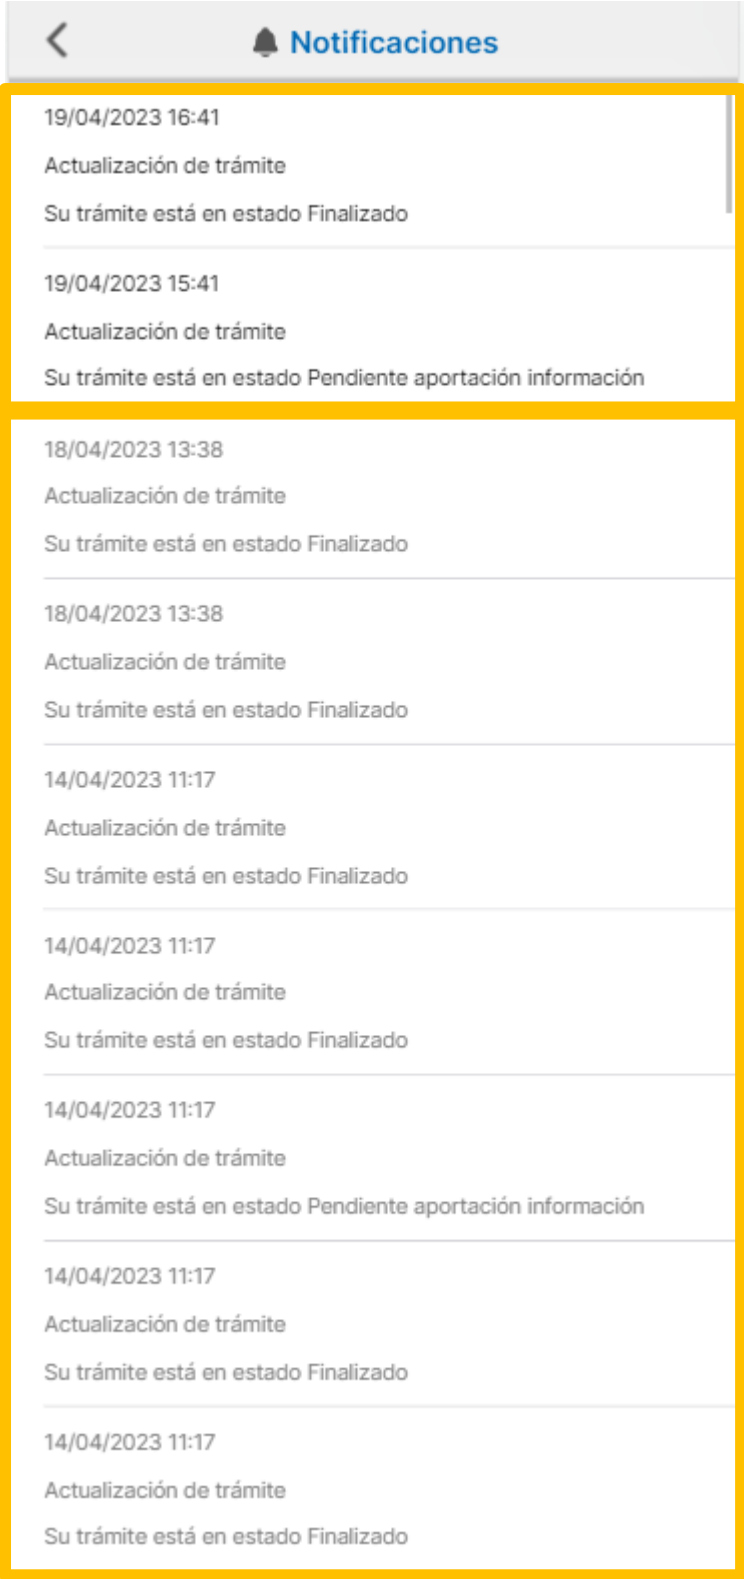 Notificaciones
19/04/2023 16:41
Actualización de trámite
Su trámite está en estado Finalizado
19/04/2023 15:41
Actualización de trámite
Su trámite está en estado Pendiente aportación información
18/04/2023 13:38
Actualización de trámite
Su trámite está en estado Finalizado
18/04/2023 13:38
Actualización de trámite
Su trámite está en estado Finalizado
14/04/2023 11:17
Actualización de trámite
Su trámite está en estado Finalizado
14/04/2023 11:17
Actualización de trámite
Su trámite está en estado Finalizado
14/04/2023 11:17
Actualización de trámite
Su trámite está en estado Pendiente aportación información
14/04/2023 11:17
Actualización de trámite
Su trámite está en estado Finalizado
14/04/2023 11:17
Actualización de trámite
Su trámite está en estado Finalizado